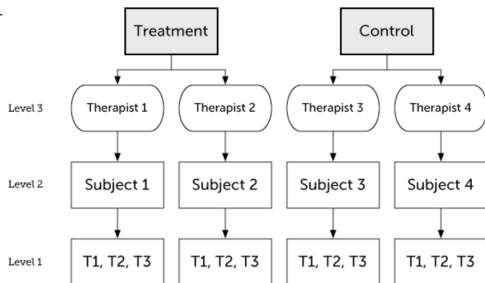 Treatment Control
Level 3 Therapist 1 Therapist 2 Therapist 3 Therapist 4
Level 2 Subject 1 Subject 2 Subject 3 Subject 4
Level 1 T1, T2, T3 T1, T2, T3 T1, T2, T3 T1, T2, T3